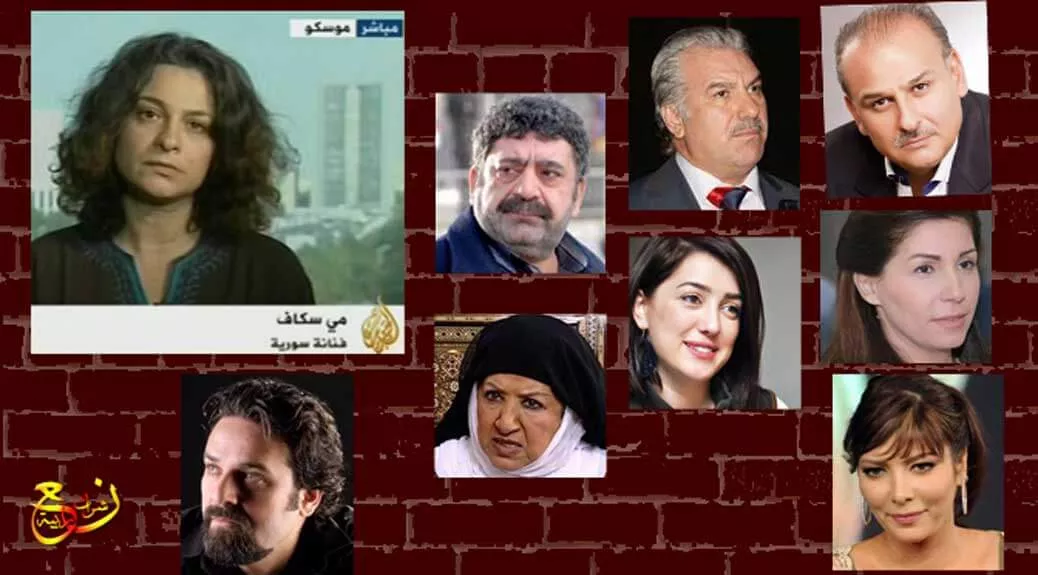 مباشر موسكو
مي سكاف
فنانة سورية